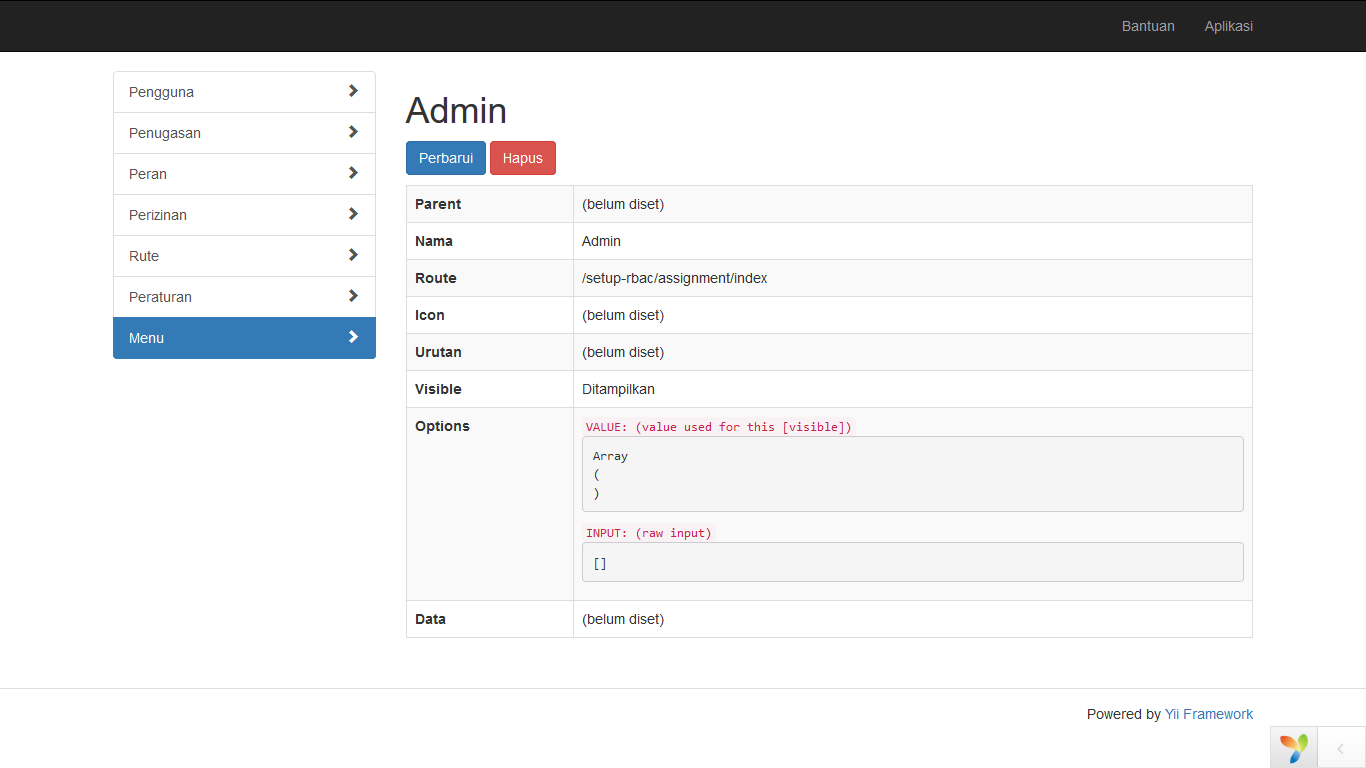 Bantuan Aplikasi
Pengguna
Penugasan
Peran
Perizinan
Rute
Peraturan
Menu
Admin
Perbarui Hapus
Parent (belum diset)
Nama Admin
Route /setup-rbac/assignment/index
Icon (belum diset)
Urutan (belum diset)
Visible Ditampilkan
Options VALUE: (value used for this [visible])
Array
(
)
INPUT: (raw input)
[]
Data (belum diset)
Powered by Yii Framework